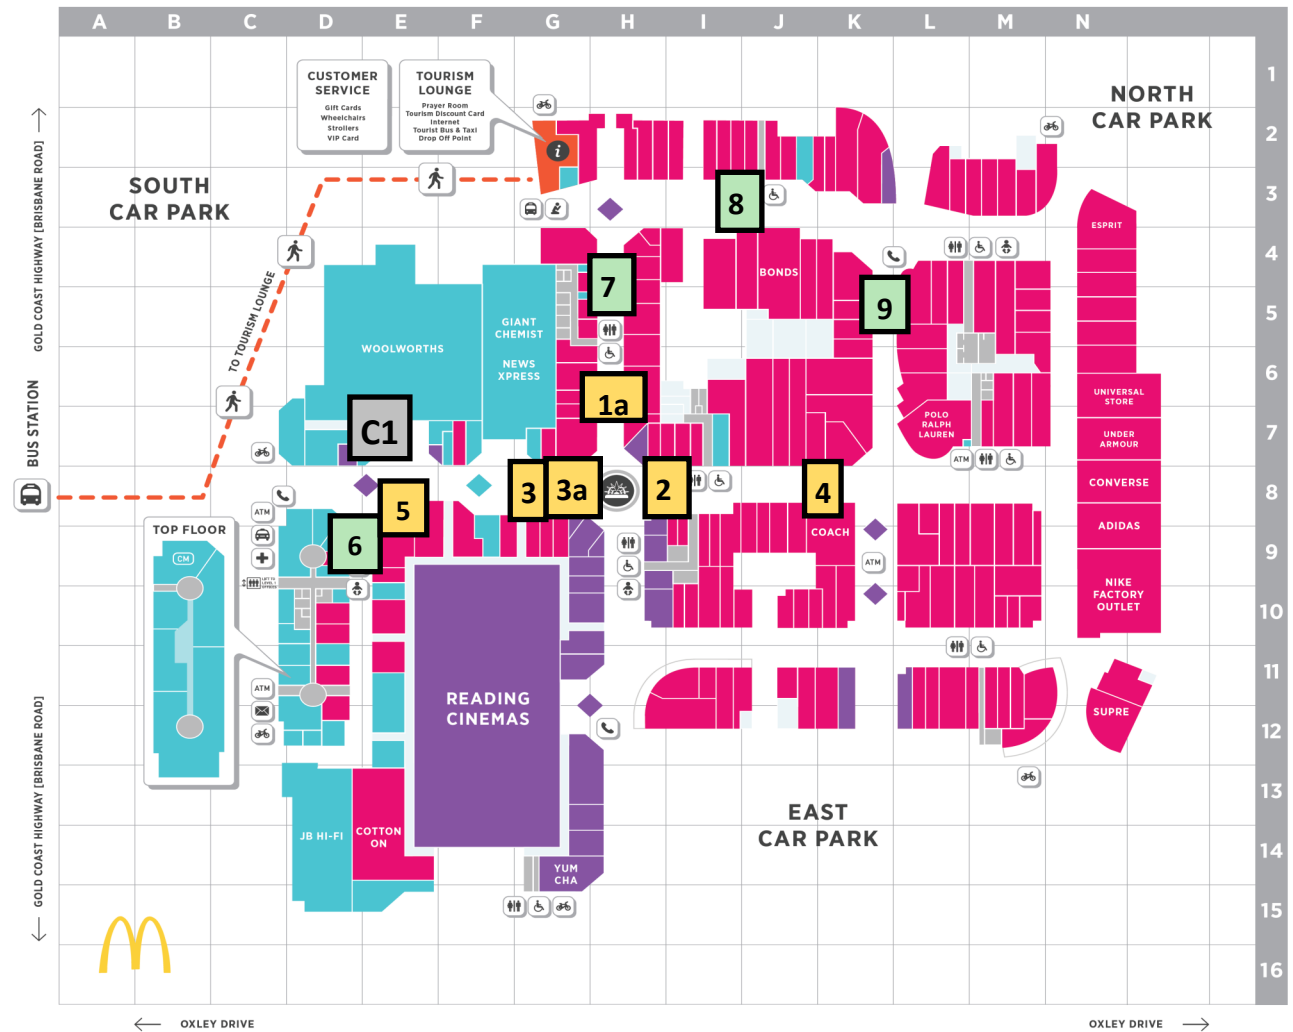 A B C D E F G H I J K L M N
1
2
3
4
5
6
7
8
9
10
11
12
13
14
15
16
CUSTOMER
SERVICE
Gift Cards
Wheelchairs
Strollers
VIP Card
TOURISM
LOUNGE
Prayer Room
Tourism Discount Card
Internet
Tourist Bus & Taxi
Drop Off Point
NORTH
CAR PARK
SOUTH
CAR PARK
GOLD COAST HIGHWAY [BRISBANE ROAD]
TO TOURISM LOUNGE
BUS STATION
i
8
ESPRIT
BONDS
7
9
GIANT
CHEMIST
NEWS
XPRESS
WOOLWORTHS
1a
C1
UNIVERSAL
STORE
POLO
RALPH
LAUREN
UNDER
ARMOUR
ATM
CONVERSE
3
3a
2
4
5
6
ATM
TOP FLOOR
CM
COACH
ADIDAS
ATM
LIFT TO
LEVEL 1
NIKE
FACTORY
OUTLET
READING
CINEMAS
ATM
SUPRE
GOLD COAST HIGHWAY [BRISBANE ROAD]
JB HI-FI
COTTON
ON
EAST
CAR PARK
YUM
CHA
OXLEY DRIVE
OXLEY DRIVE